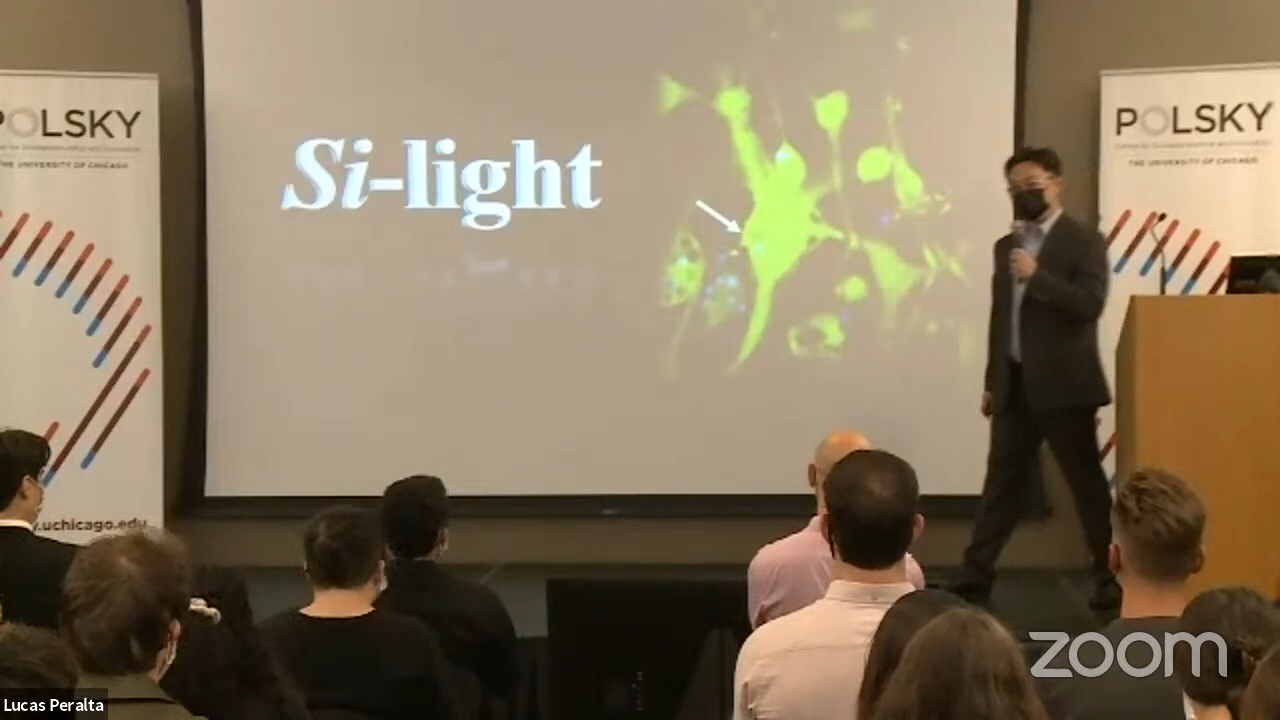 POLSKY
THE UNIVERSITY OF CHICAGO
.uchicago.edu
Si-light
POLSKY
THE UNIVERSITY OF CHICAGO
zoom
Lucas Peralta